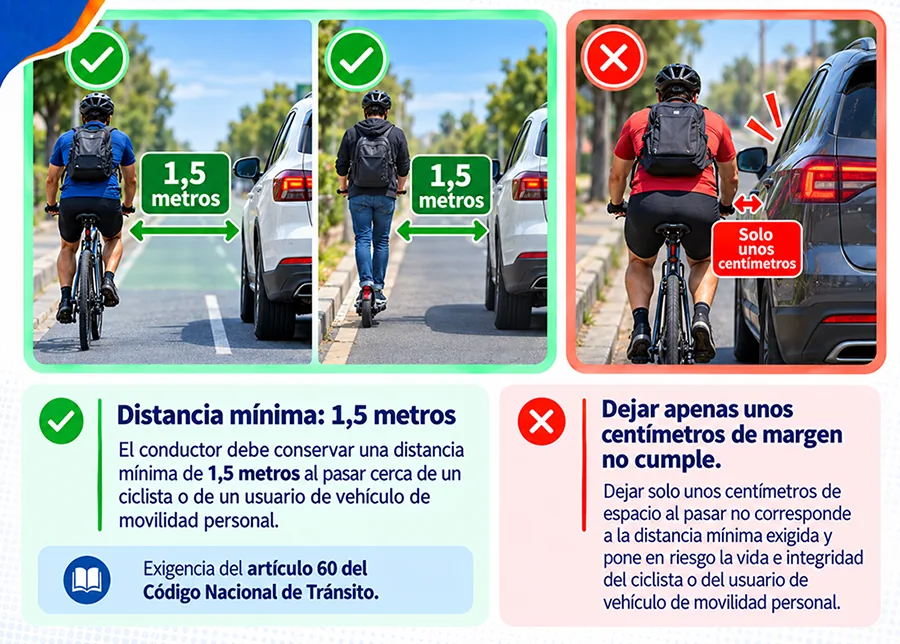 1,5
metros
1,5
metros
Solo
unos
centímetros
Distancia mínima: 1,5 metros
El conductor debe conservar una distancia
mínima de 1,5 metros al pasar cerca de un
ciclista o de un usuario de vehículo de
movilidad personal.
Exigencia del artículo 60 del
Código Nacional de Tránsito.
Dejar apenas unos
centímetros de margen
no cumple.
Dejar solo unos centímetros de
espacio al pasar no corresponde
a la distancia mínima exigida y
pone en riesgo la vida e integridad
del ciclista o del usuario de
vehículo de movilidad personal.